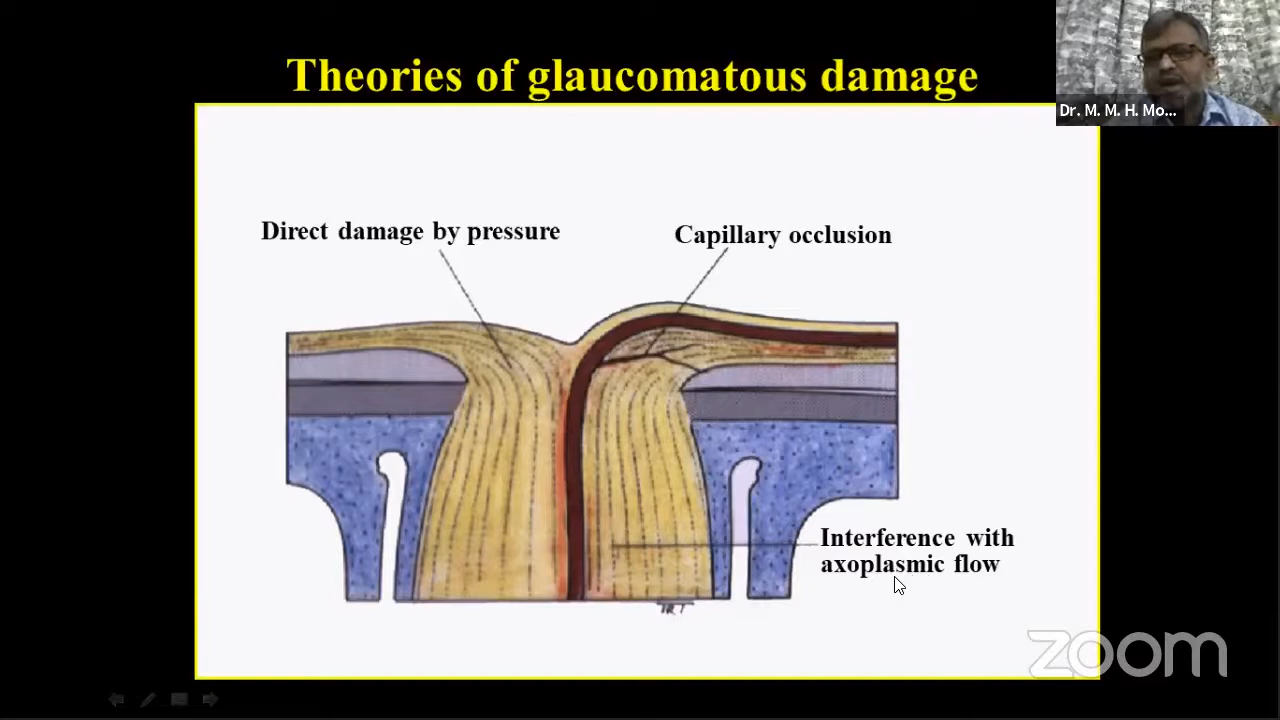 Theories of glaucomatous damage
Dr. M. M. H. Mo...
Direct damage by pressure
Capillary occlusion
Interference with
axoplasmic flow
zoom